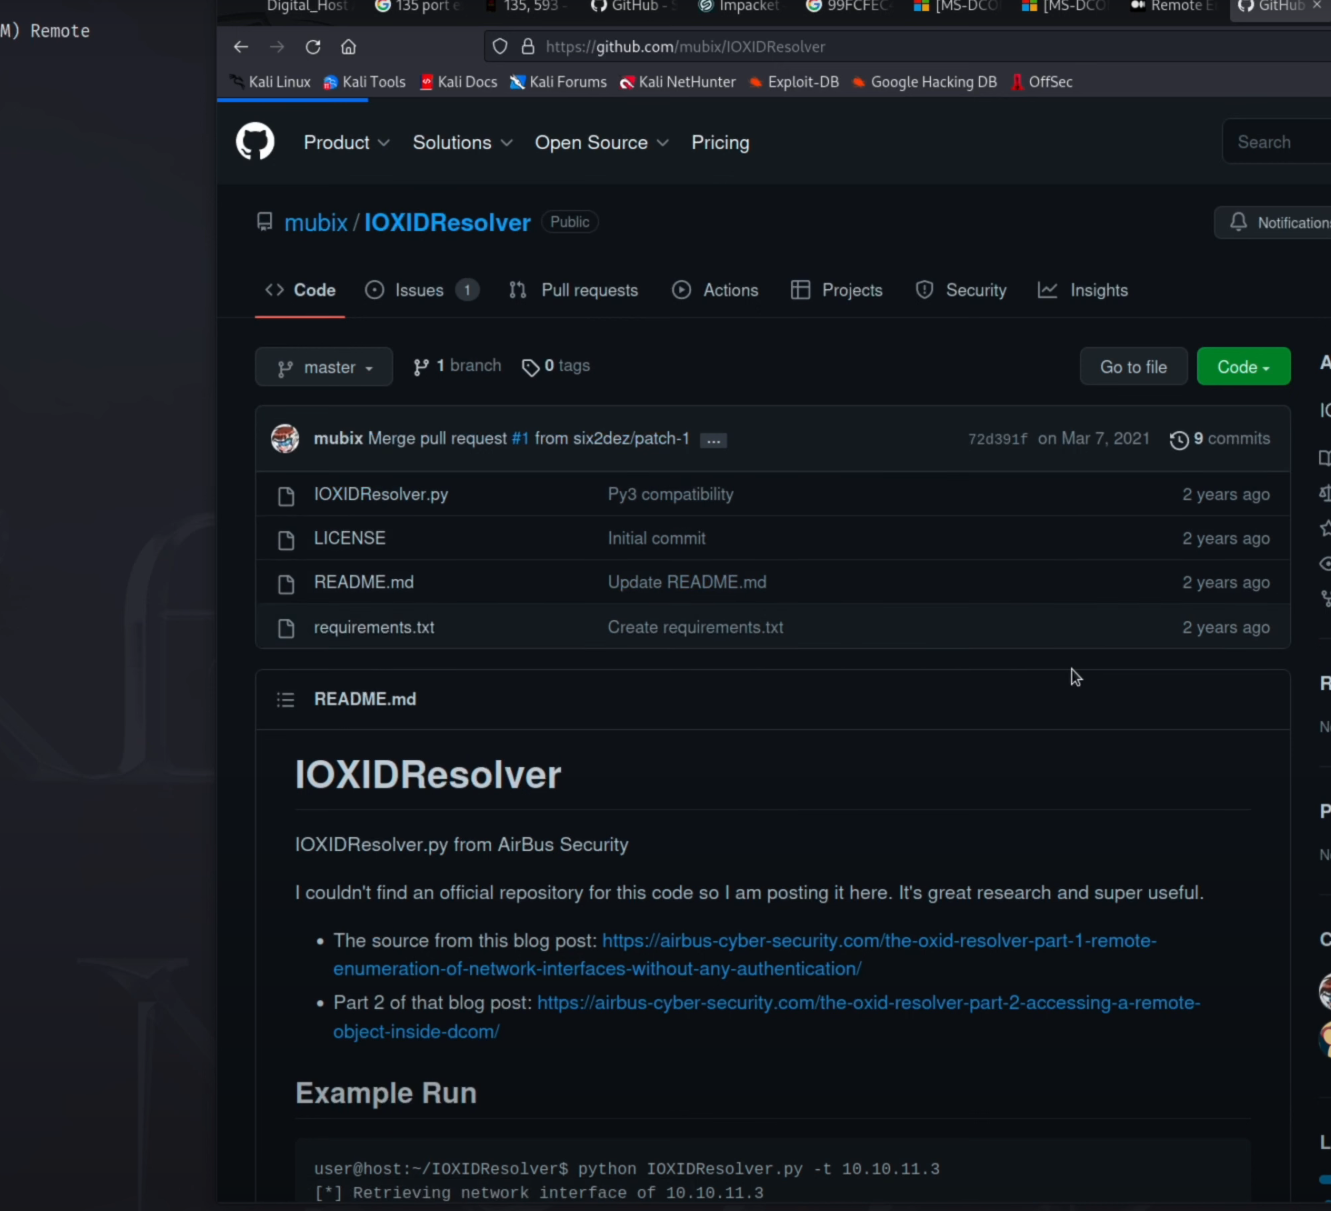 M) Remote
Digital_Host 135 port e 135, 593 - GitHub - S Impacket 99FCFEC [MS-DCO [MS-DCO Remote E GitHub ×
https://github.com/mubix/IOXIDResolver
Kali Linux Kali Tools Kali Docs Kali Forums Kali NetHunter Exploit-DB Google Hacking DB OffSec
Product Solutions Open Source Pricing Search
mubix / IOXIDResolver Public Notifications
Code Issues 1 Pull requests Actions Projects Security Insights
master 1 branch 0 tags Go to file Code
mubix Merge pull request #1 from six2dez/patch-1 ... 72d391f on Mar 7, 2021 9 commits
IOXIDResolver.py Py3 compatibility 2 years ago
LICENSE Initial commit 2 years ago
README.md Update README.md 2 years ago
requirements.txt Create requirements.txt 2 years ago
README.md
IOXIDResolver
IOXIDResolver.py from AirBus Security
I couldn't find an official repository for this code so I am posting it here. It's great research and super useful.
• The source from this blog post: https://airbus-cyber-security.com/the-oxid-resolver-part-1-remote-
enumeration-of-network-interfaces-without-any-authentication/
• Part 2 of that blog post: https://airbus-cyber-security.com/the-oxid-resolver-part-2-accessing-a-remote-
object-inside-dcom/
Example Run
user@host:~/IOXIDResolver$ python IOXIDResolver.py -t 10.10.11.3
[*] Retrieving network interface of 10.10.11.3